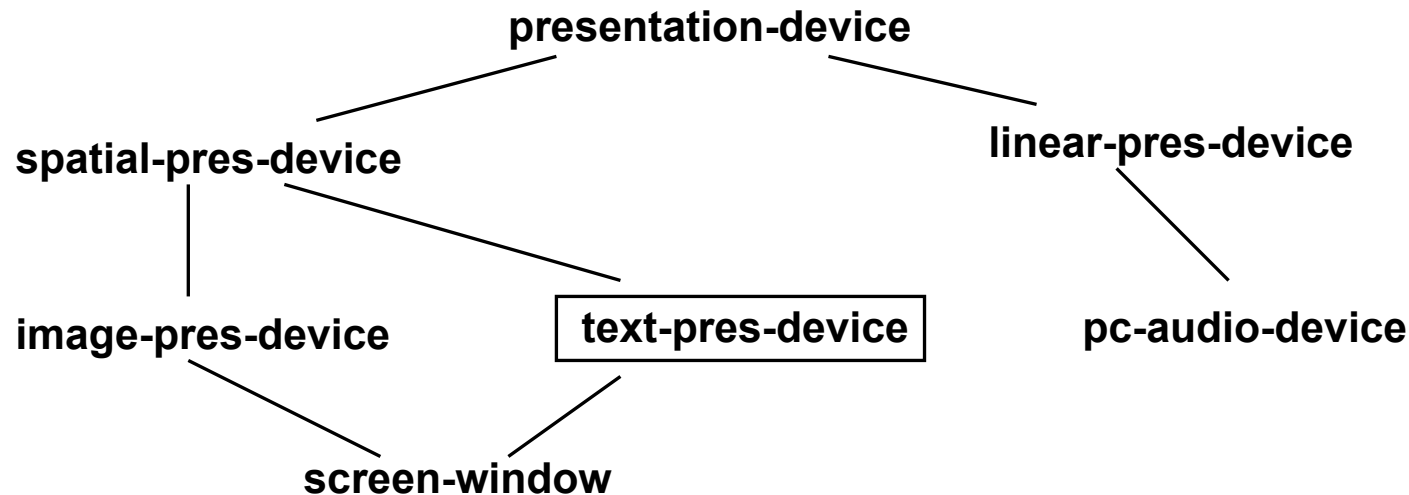 presentation-device
spatial-pres-device
linear-pres-device
image-pres-device
text-pres-device
pc-audio-device
screen-window